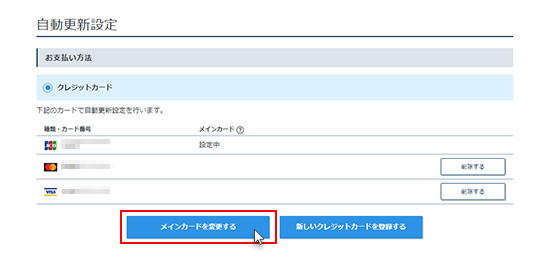 自動更新設定
お支払い方法
クレジットカード
下記のカードで自動更新設定を行います。
種類・カード番号 メインカード ?
JCB 設定中
削除する
VISA 削除する
メインカードを変更する 新しいクレジットカードを登録する